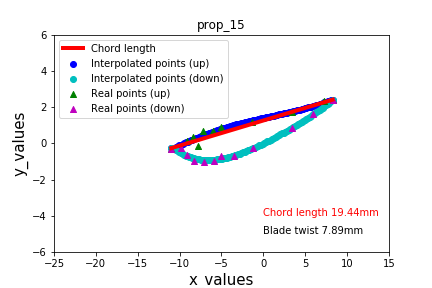 prop_15
Chord length
Interpolated points (up)
Interpolated points (down)
Real points (up)
Real points (down)
6
4
2
0
−2
−4
−6
y_values
Chord length 19.44mm
Blade twist 7.89mm
−25
−20
−15
−10
−5
0
5
10
15
x_values